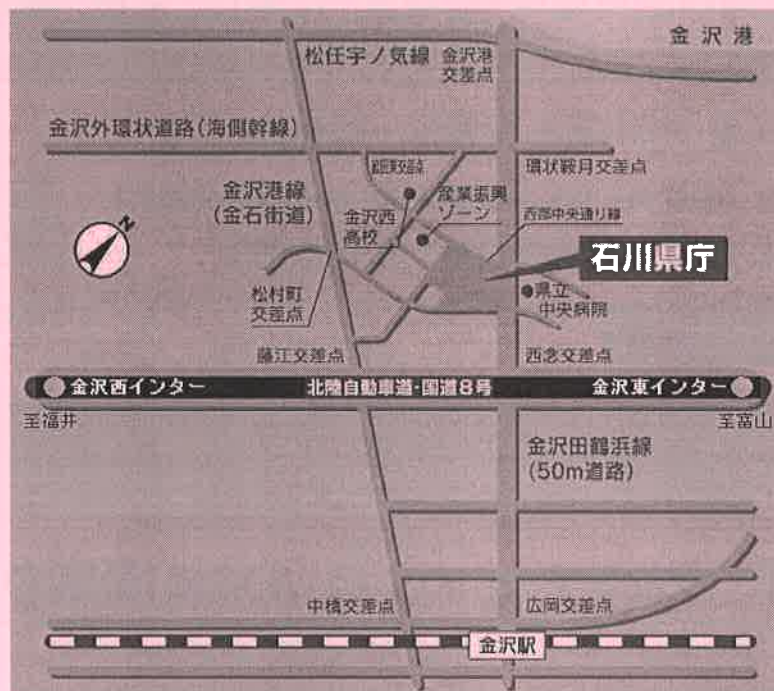 金沢港
松任宇ノ気線
金沢港
交差点
金沢外環状道路(海側幹線)
環状鞍月交差点
金沢港線
(金石街道)
産業振興
ゾーン
金沢西
高校
西部中央通り線
石川県庁
松村町
交差点
県立
中央病院
藤江交差点
西念交差点
金沢西インター
北陸自動車道・国道8号
金沢東インター
至福井
至富山
金沢田鶴浜線
(50m道路)
中橋交差点
広岡交差点
金沢駅
N